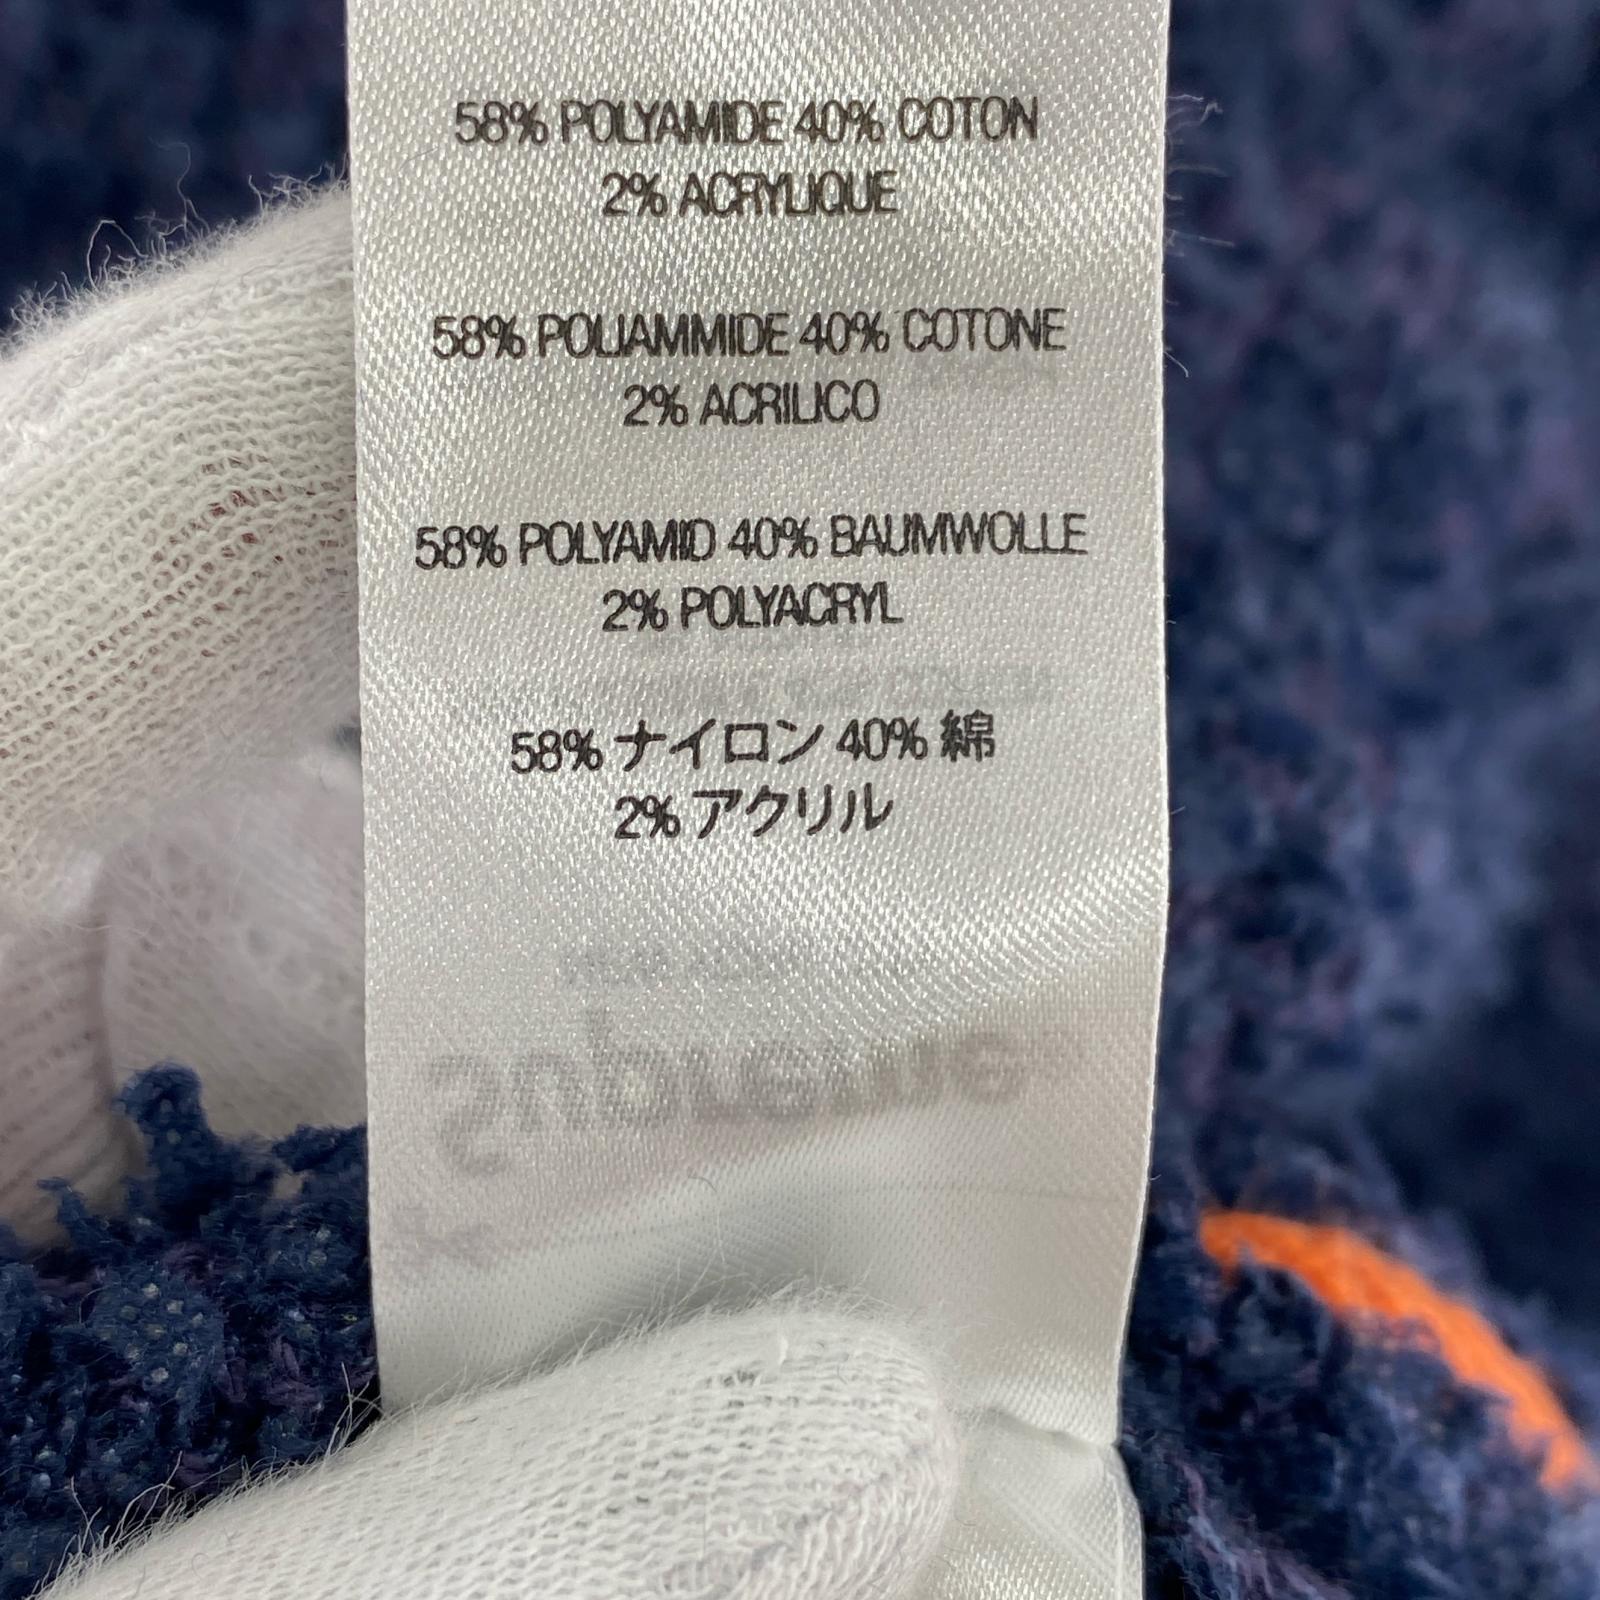 58% POLYAMIDE 40% COTON
2% ACRYLIQUE
58% POLIAMMIDE 40% COTONE
2% ACRILICO
58% POLYAMID 40% BAUMWOLLE
2% POLYACRYL
58% ナイロン 40% 綿
2% アクリル